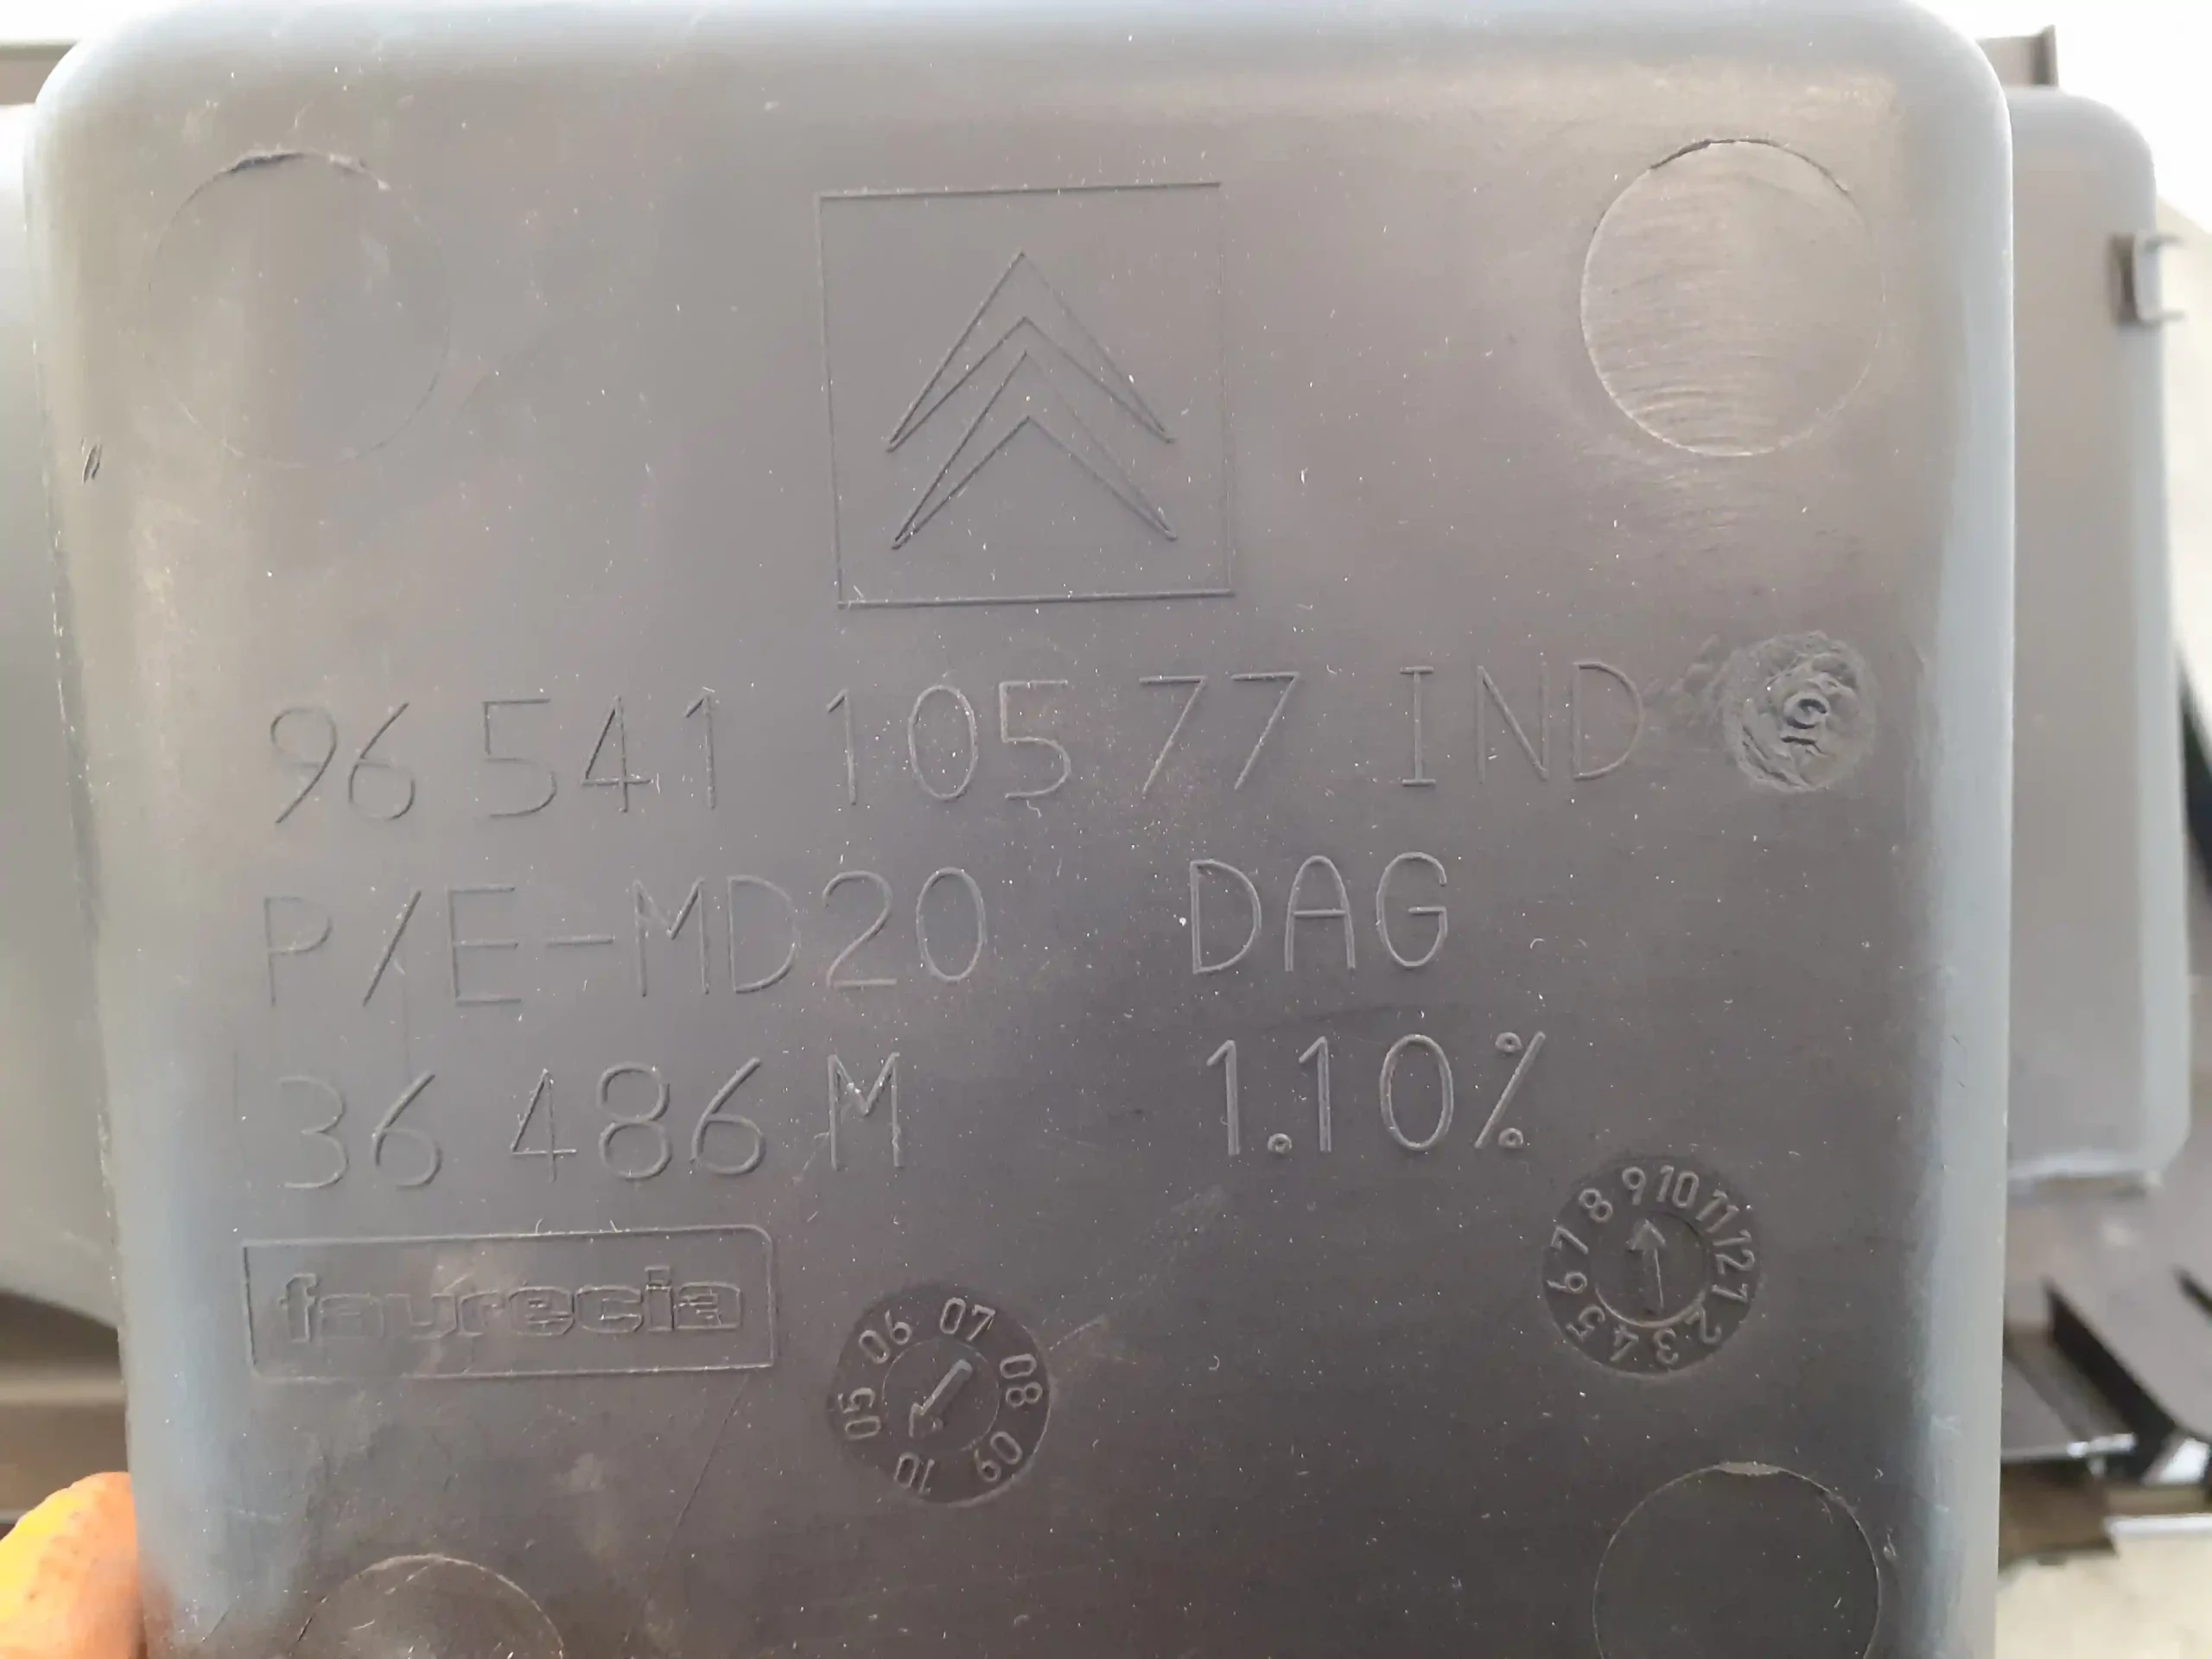 96 541 105 77 IND G
P/E-MD20 DAG
36 486 M 1.10%
faurecia
05 06 07 08 09 10
1 2 3 4 5 6 7 8 9 10 11 12